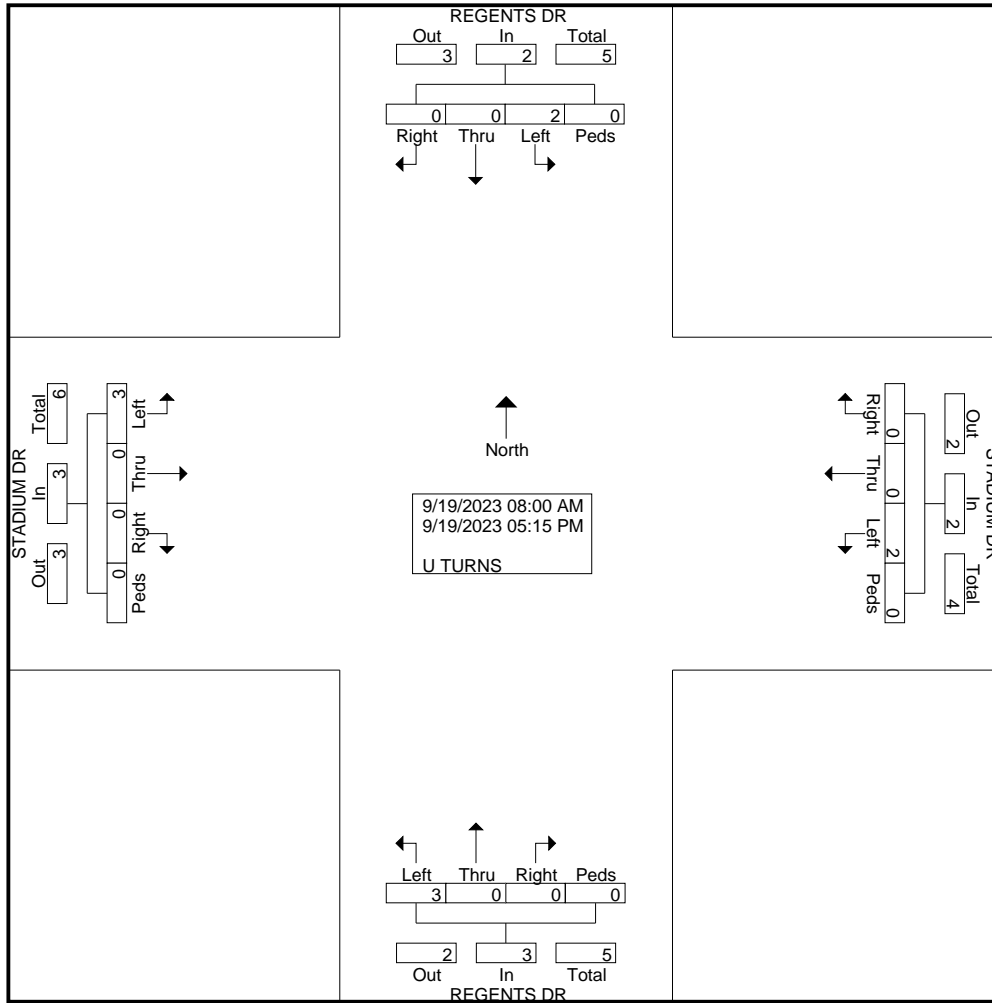 REGENTS DR
Out In Total
3 2 5
0 0 2 0
Right Thru Left Peds
STADIUM DR
Total In Out
6 3 3
3 0 0 0
Left Thru Right Peds
North
9/19/2023 08:00 AM
9/19/2023 05:15 PM
U TURNS
Right Thru Left Peds
0 0 2 0
Out In Total
2 2 4
STADIUM DR
Left Thru Right Peds
3 0 0 0
2 3 5
Out In Total
REGENTS DR